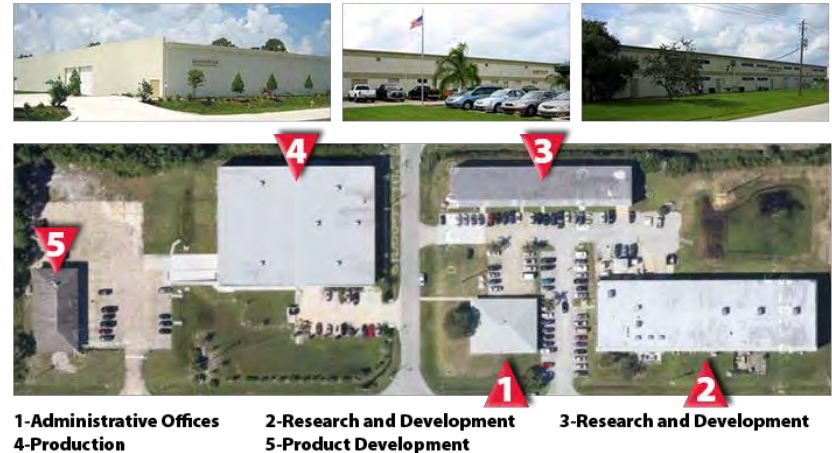 4
3
5
1
2
1-Administrative Offices 2-Research and Development 3-Research and Development
4-Production 5-Product Development